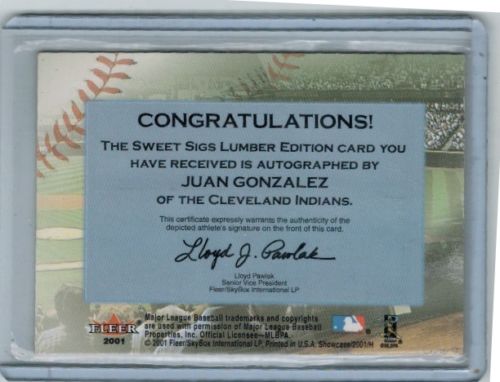 CONGRATULATIONS!
THE SWEET SIGS LUMBER EDITION CARD YOU
HAVE RECEIVED IS AUTOGRAPHED BY
JUAN GONZALEZ
OF THE CLEVELAND INDIANS.
This certificate expressly warrants the authenticity of the
depicted athlete's signature on the front of this card.
Lloyd J. Pawlak
Lloyd Pawlak
Senior Vice President
Fleer/SkyBox International LP
FLEER
2001
Major League Baseball trademarks and copyrights
are used with permission of Major League Baseball
Properties, Inc. Official Licensee—MLBPA.
© 2001 Fleer/SkyBox International LP, Printed in U.S.A. Showcase/2001/H